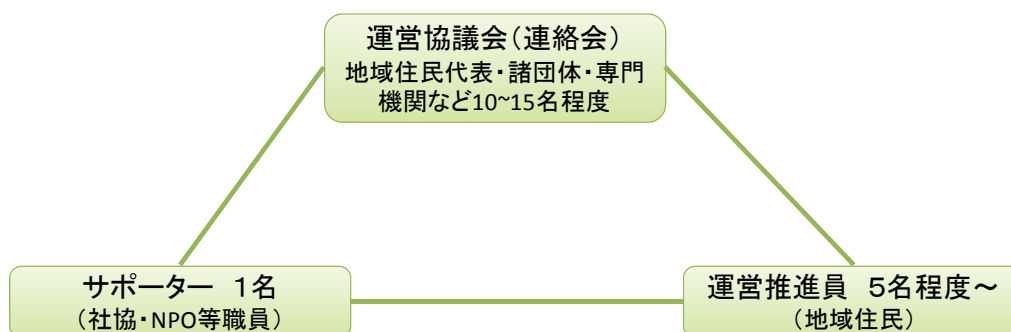 運営協議会(連絡会)
地域住民代表・諸団体・専門
機関など10~15名程度
サポーター　1名
(社協・NPO等職員)
運営推進員　5名程度～
(地域住民)